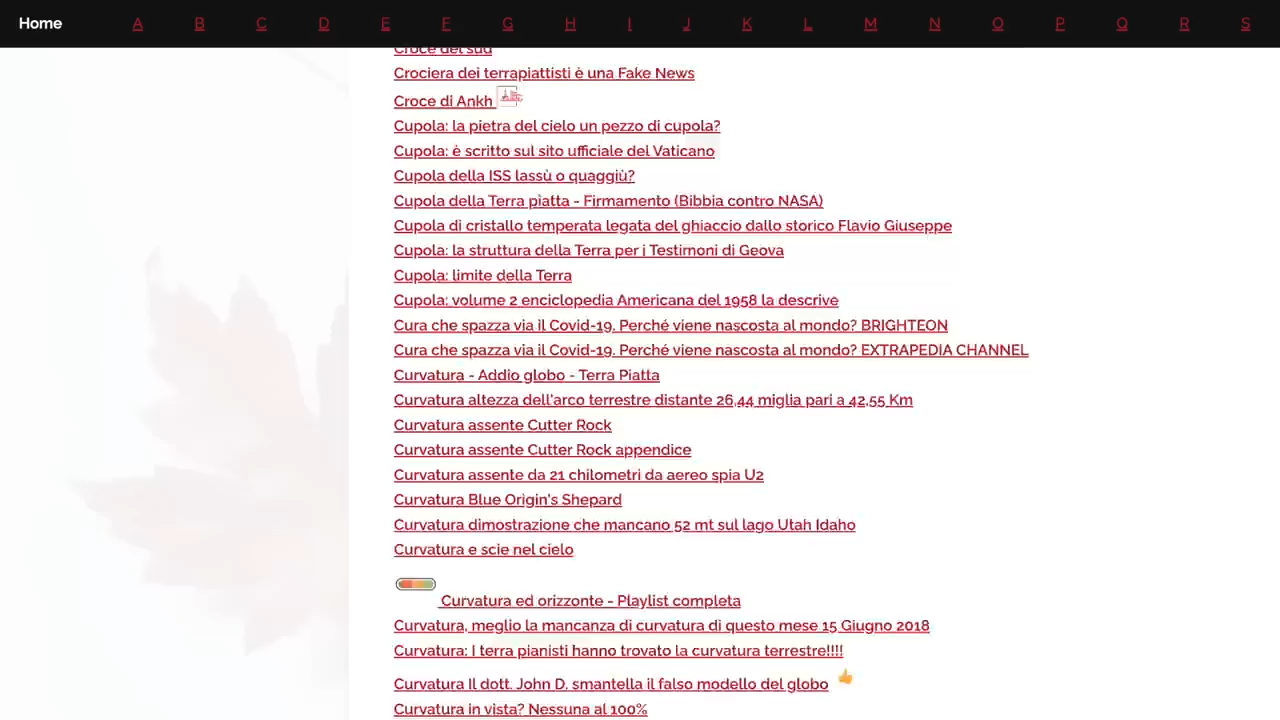 Home A B C D E F G H I J K L M N O P Q R S
Croce del sud
Crociera dei terrapiattisti è una Fake News
Croce di Ankh
Cupola: la pietra del cielo un pezzo di cupola?
Cupola: è scritto sul sito ufficiale del Vaticano
Cupola della ISS lassù o quaggiù?
Cupola della Terra piatta - Firmamento (Bibbia contro NASA)
Cupola di cristallo temperata legata del ghiaccio dallo storico Flavio Giuseppe
Cupola: la struttura della Terra per i Testimoni di Geova
Cupola: limite della Terra
Cupola: volume 2 enciclopedia Americana del 1958 la descrive
Cura che spazza via il Covid-19. Perché viene nascosta al mondo? BRIGHTEON
Cura che spazza via il Covid-19. Perché viene nascosta al mondo? EXTRAPEDIA CHANNEL
Curvatura - Addio globo - Terra Piatta
Curvatura altezza dell'arco terrestre distante 26,44 miglia pari a 42,55 Km
Curvatura assente Cutter Rock
Curvatura assente Cutter Rock appendice
Curvatura assente da 21 chilometri da aereo spia U2
Curvatura Blue Origin's Shepard
Curvatura dimostrazione che mancano 52 mt sul lago Utah Idaho
Curvatura e scie nel cielo
Curvatura ed orizzonte - Playlist completa
Curvatura, meglio la mancanza di curvatura di questo mese 15 Giugno 2018
Curvatura: I terra pianisti hanno trovato la curvatura terrestre!!!!
Curvatura Il dott. John D. smantella il falso modello del globo
Curvatura in vista? Nessuna al 100%